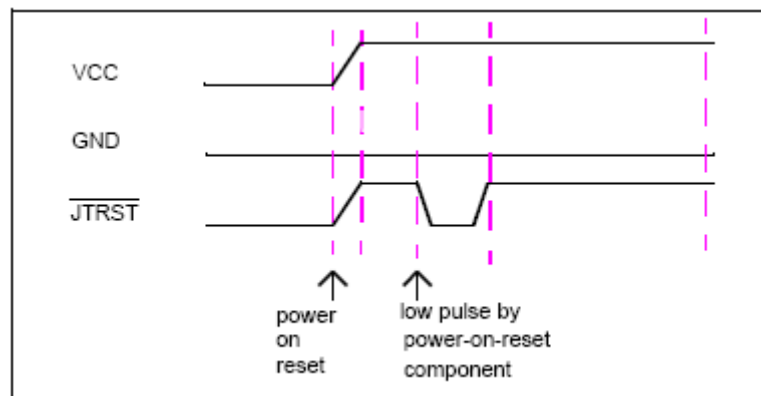 VCC
GND
JTRST
power
on
reset
low pulse by
power-on-reset
component